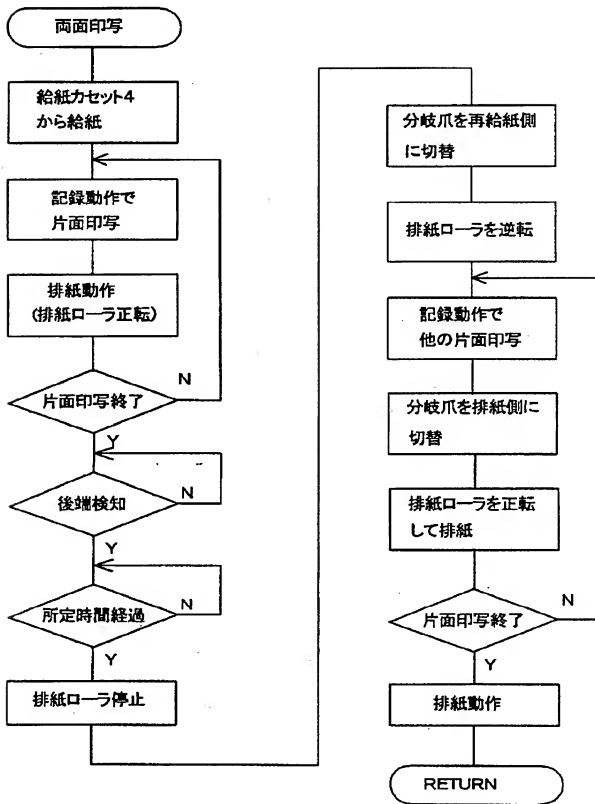 両面印写
給紙カセット4
から給紙
記録動作で
片面印写
排紙動作
(排紙ローラ正転)
片面印写終了
N
Y
後端検知
N
Y
所定時間経過
N
Y
排紙ローラ停止
分岐爪を再給紙側
に切替
排紙ローラを逆転
記録動作で
他の片面印写
分岐爪を排紙側に
切替
排紙ローラを正転
して排紙
片面印写終了
N
Y
排紙動作
RETURN